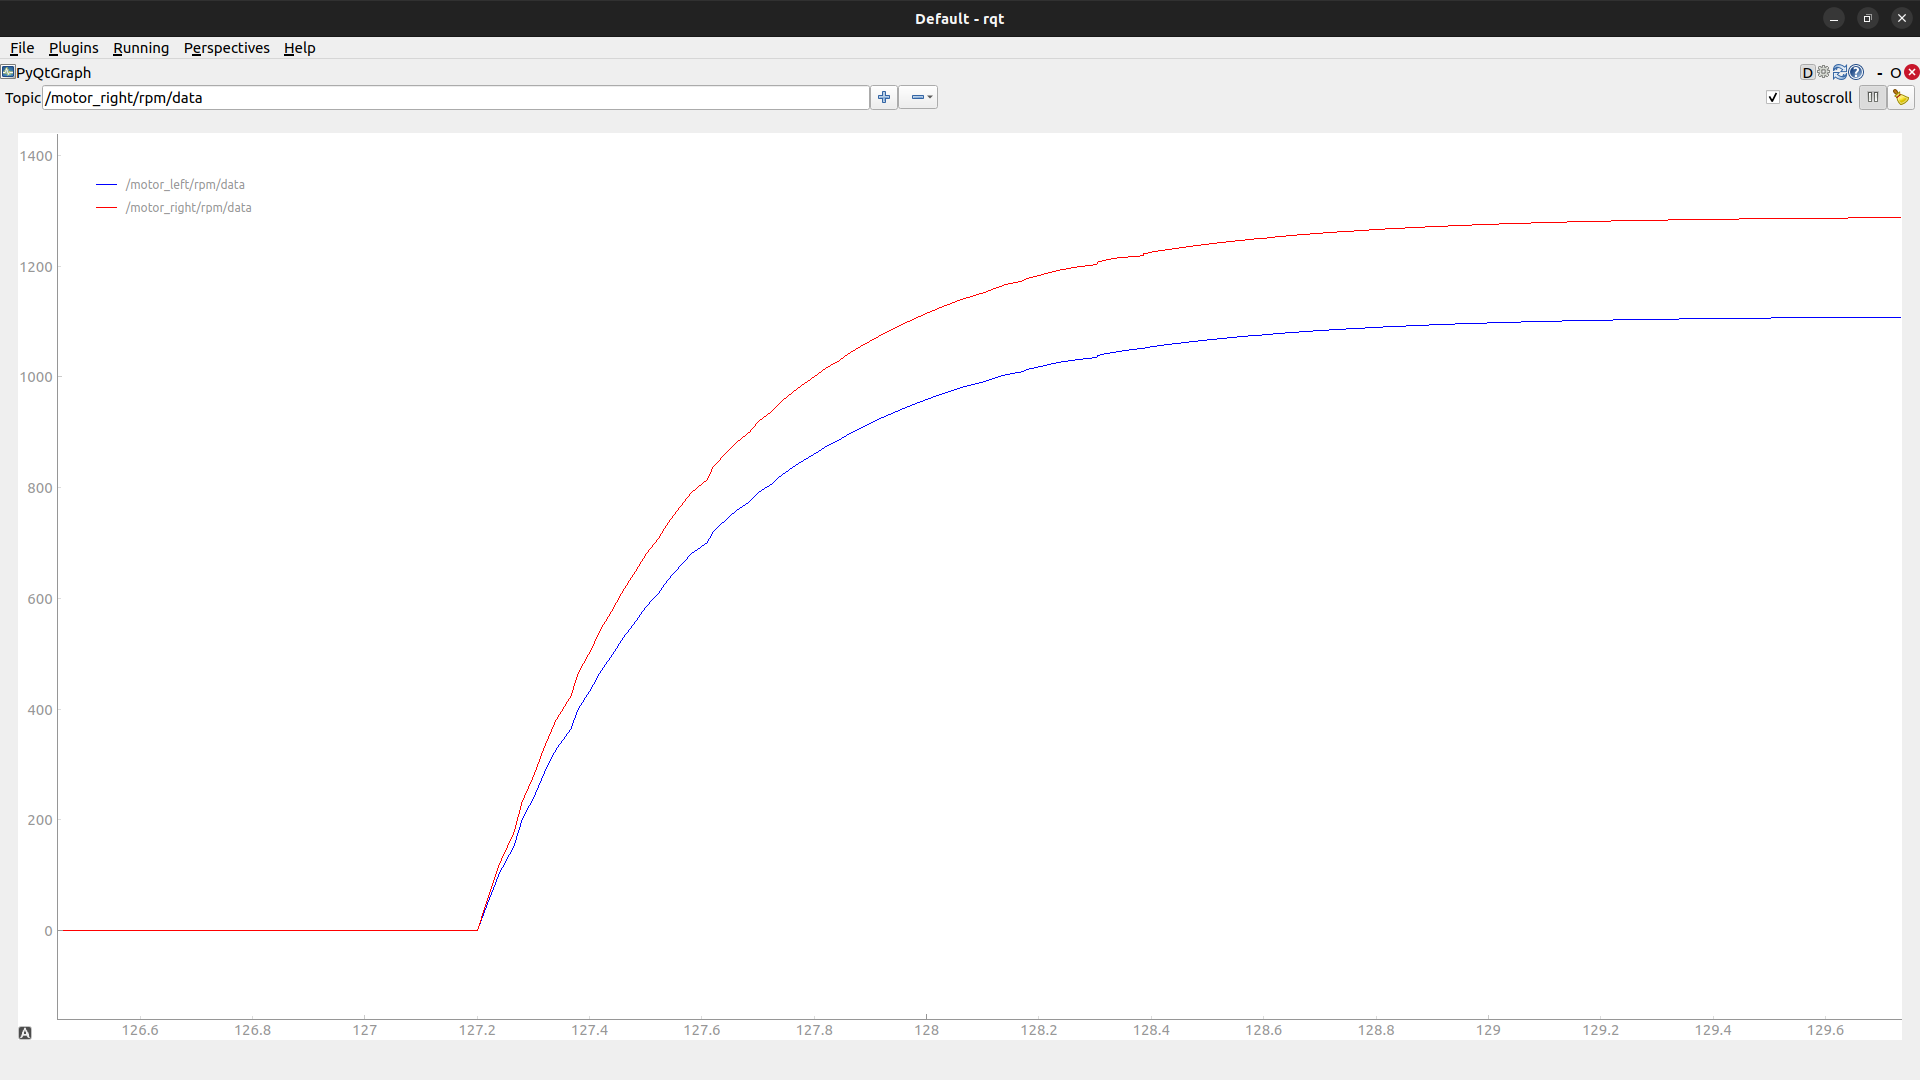 Default - rqt
File Plugins Running Perspectives Help
PyQtGraph D - O
Topic /motor_right/rpm/data autoscroll
1400
/motor_left/rpm/data
/motor_right/rpm/data
1200
1000
800
600
400
200
0
A 126.6 126.8 127 127.2 127.4 127.6 127.8 128 128.2 128.4 128.6 128.8 129 129.2 129.4 129.6